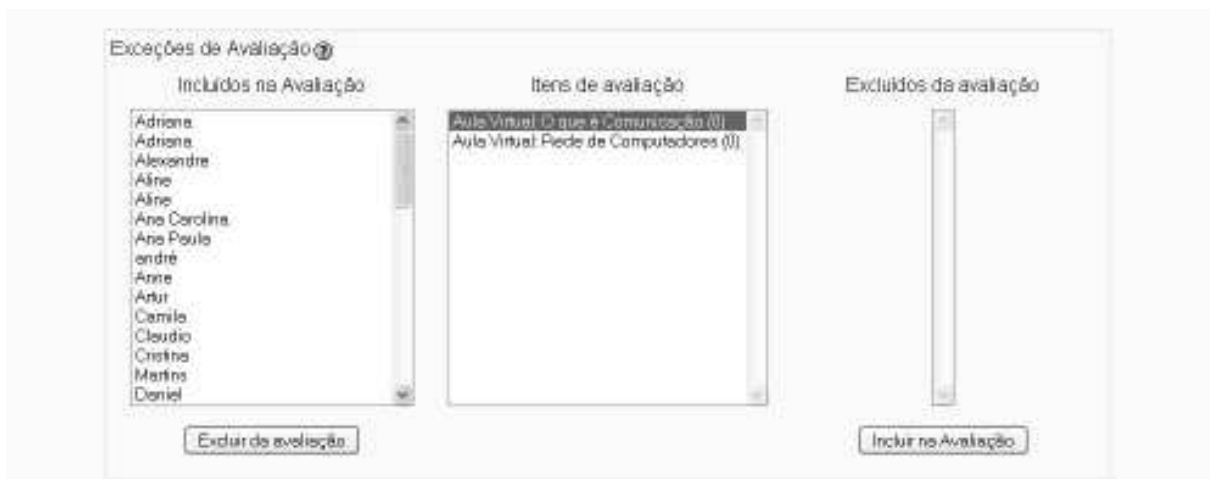 Exceções de Avaliação
Incluídos na Avaliação
Itens de avaliação
Excluídos da avaliação
Adriana
Adriana
Alexandre
Aline
Aline
Ana Carolina
Ana Paula
andré
Anne
Artur
Camila
Claudio
Cristina
Martins
Daniel
Aula Virtual: O que é Comunicação (0)
Aula Virtual: Rede de Computadores (0)
Excluir da avaliação
Incluir na Avaliação